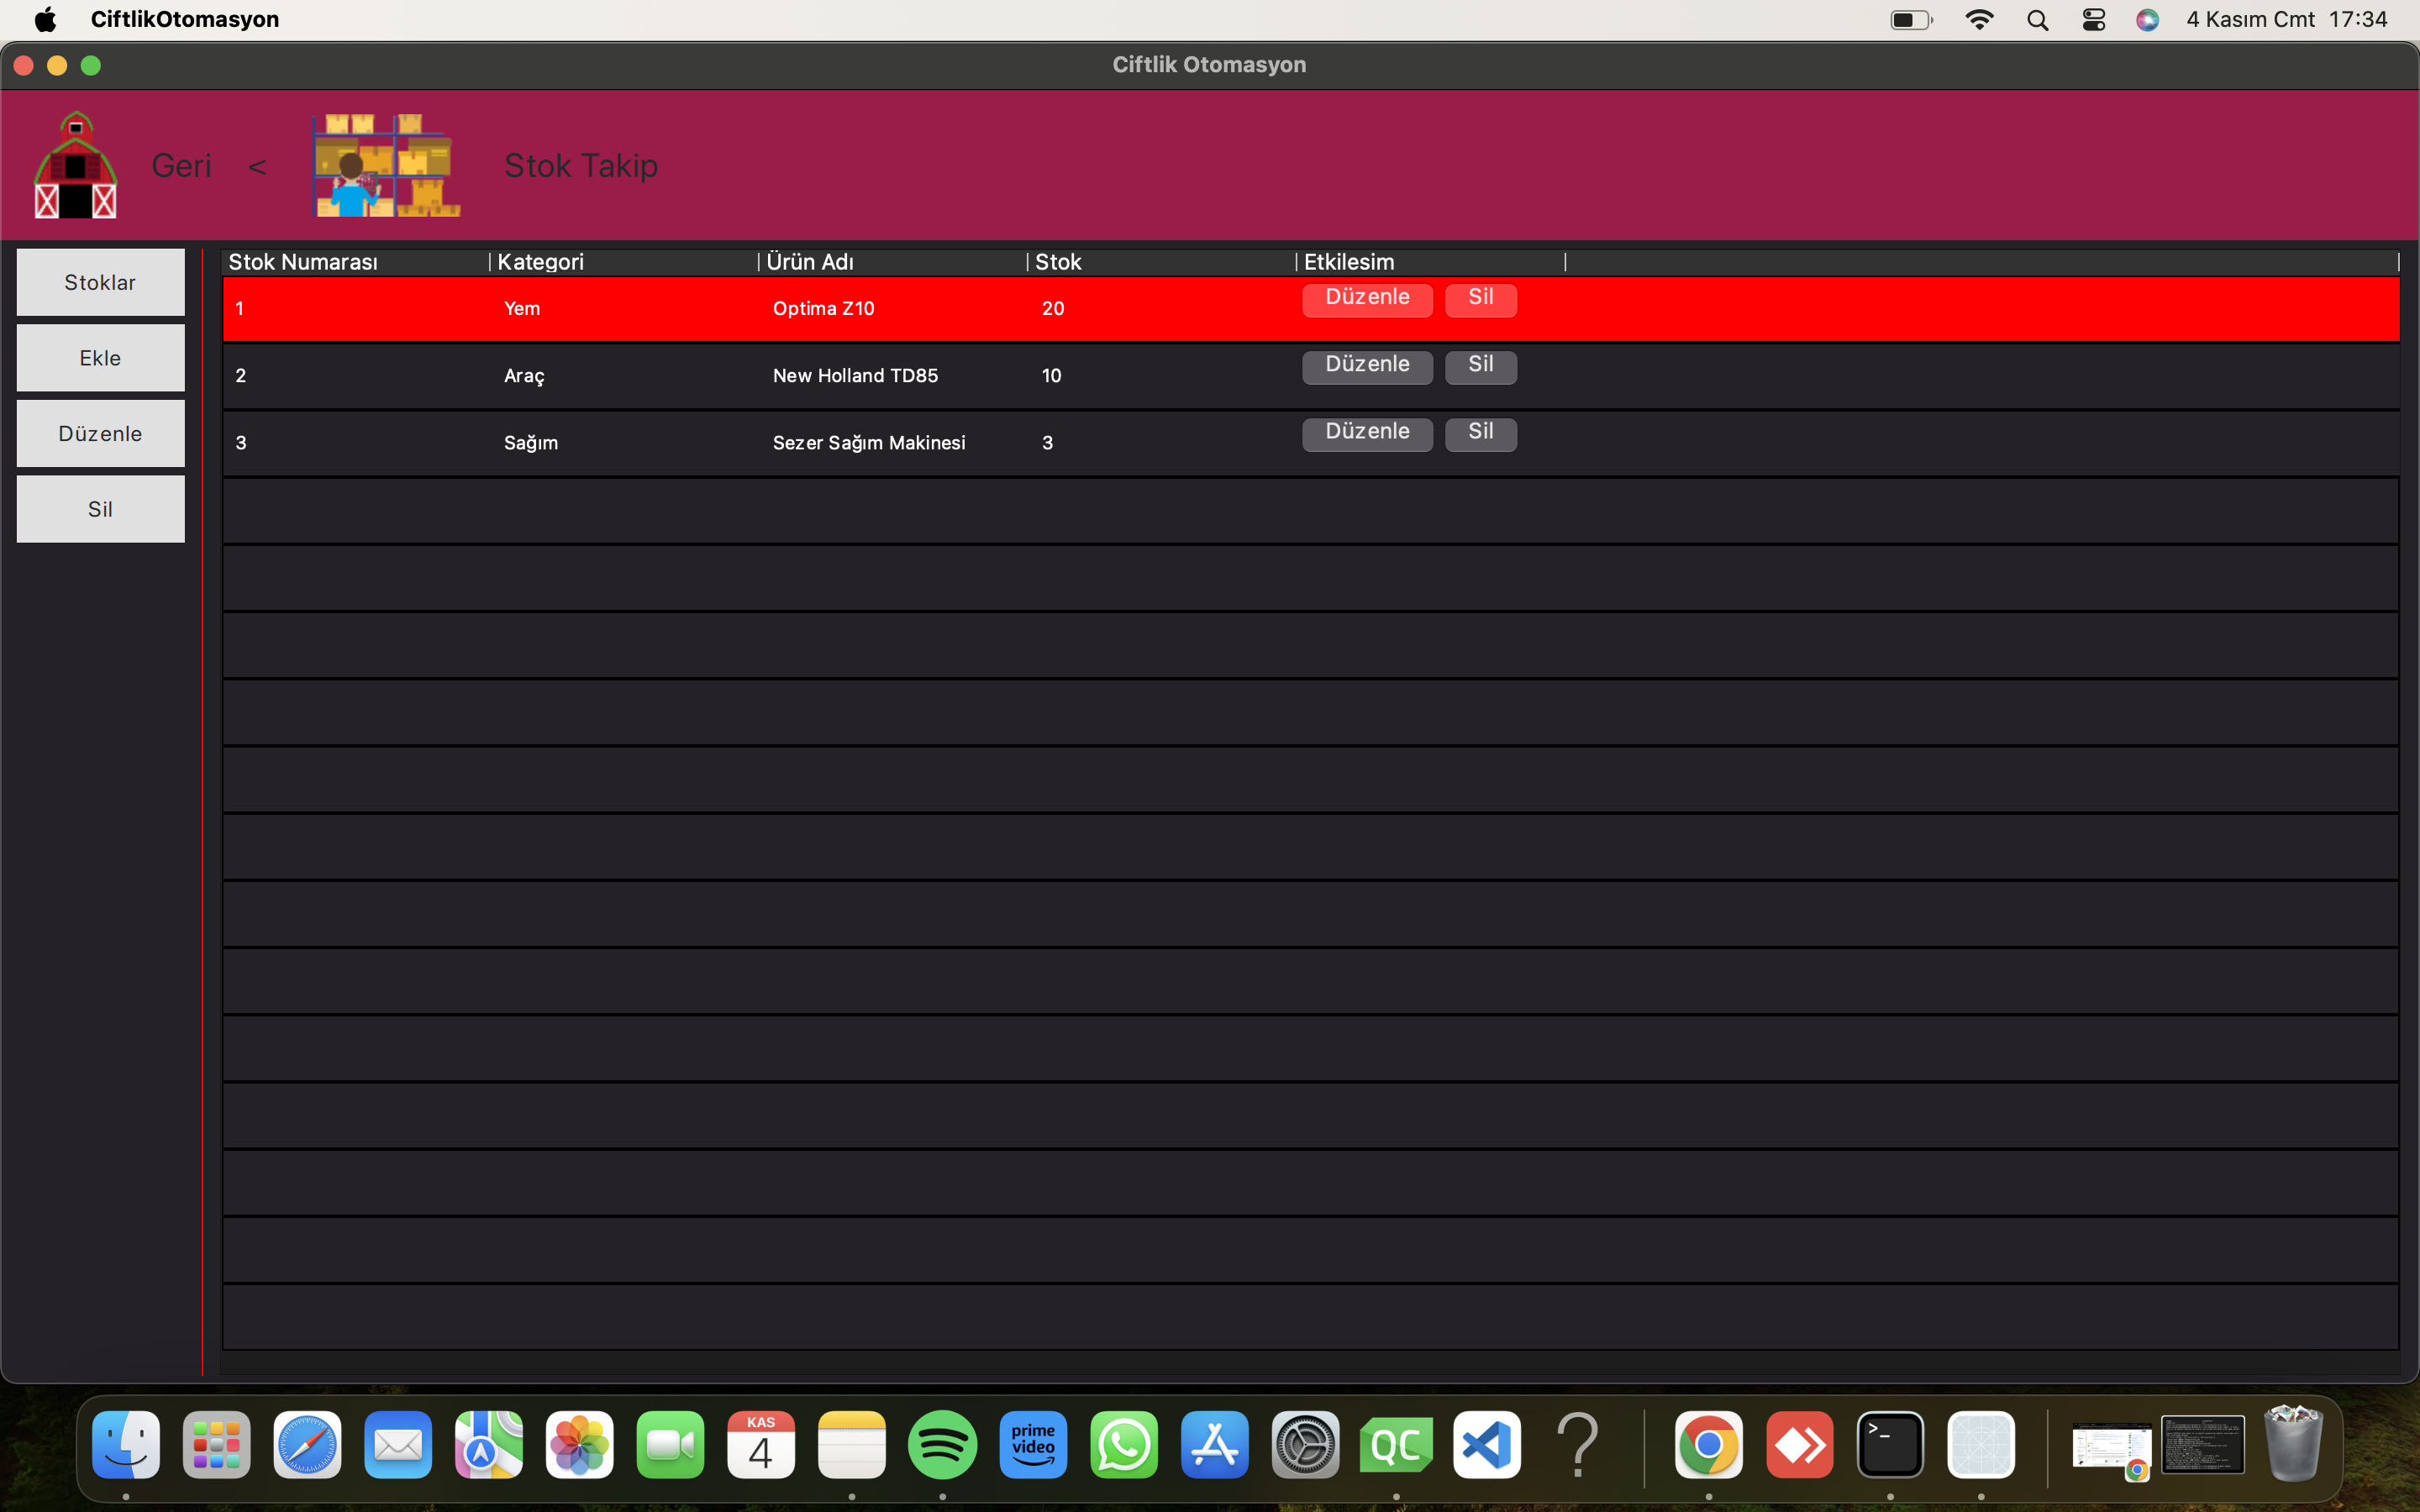 CiftlikOtomasyon
4 Kasım Cmt 17:34
Ciftlik Otomasyon
Geri < Stok Takip
Stoklar
Ekle
Düzenle
Sil
Stok Numarası Kategori Ürün Adı Stok Etkilesim
1 Yem Optima Z10 20 Düzenle Sil
2 Araç New Holland TD85 10 Düzenle Sil
3 Sağım Sezer Sağım Makinesi 3 Düzenle Sil
KAS
4
prime
video
QC
?
>_